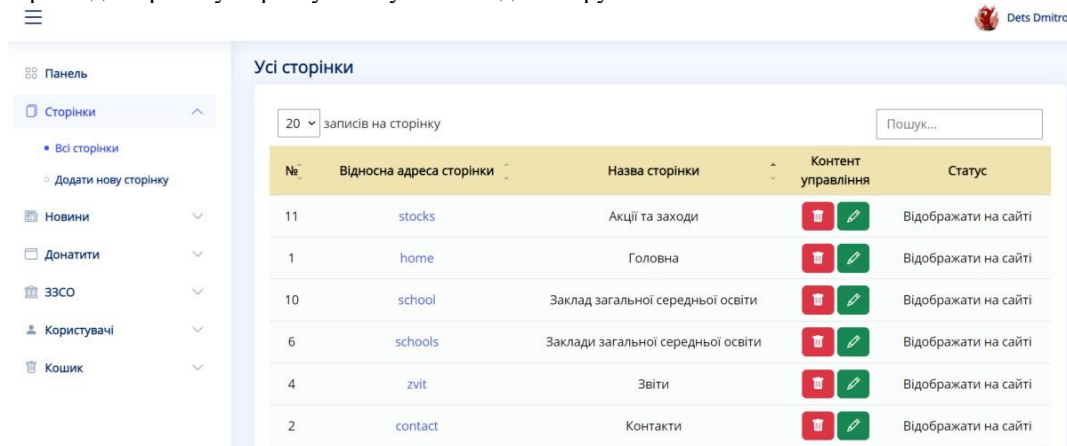 Dets Dmitro
Панель
Сторінки
Всі сторінки
Додати нову сторінку
Новини
Донатити
ЗЗСО
Користувачі
Кошик
Усі сторінки
20 записів на сторінку
Пошук...
№ Відносна адреса сторінки Назва сторінки Контент управління Статус
11 stocks Акції та заходи Відображати на сайті
1 home Головна Відображати на сайті
10 school Заклад загальної середньої освіти Відображати на сайті
6 schools Заклади загальної середньої освіти Відображати на сайті
4 zvit Звіти Відображати на сайті
2 contact Контакти Відображати на сайті